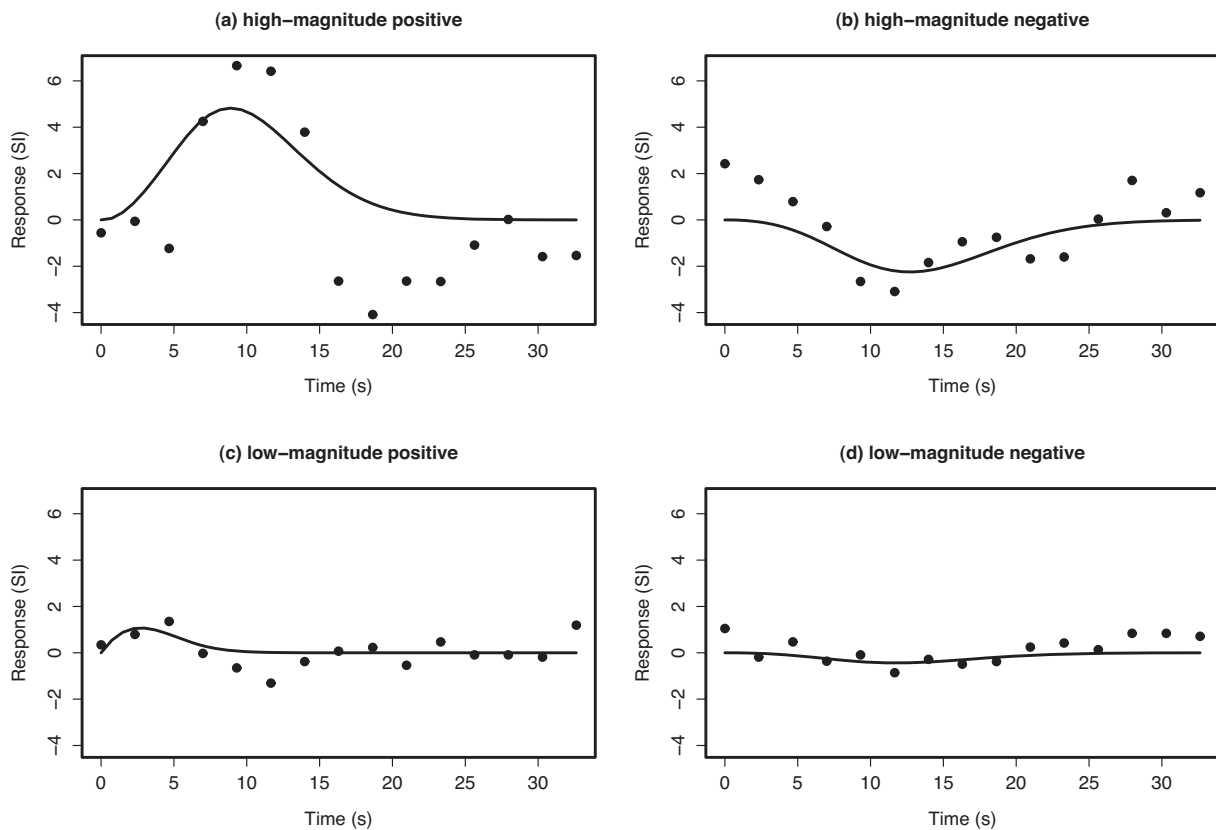 (a) high−magnitude positive
Response (SI)
6
4
2
0
−2
−4
0 5 10 15 20 25 30
Time (s)
(b) high−magnitude negative
Response (SI)
6
4
2
0
−2
−4
0 5 10 15 20 25 30
Time (s)
(c) low−magnitude positive
Response (SI)
6
4
2
0
−2
−4
0 5 10 15 20 25 30
Time (s)
(d) low−magnitude negative
Response (SI)
6
4
2
0
−2
−4
0 5 10 15 20 25 30
Time (s)